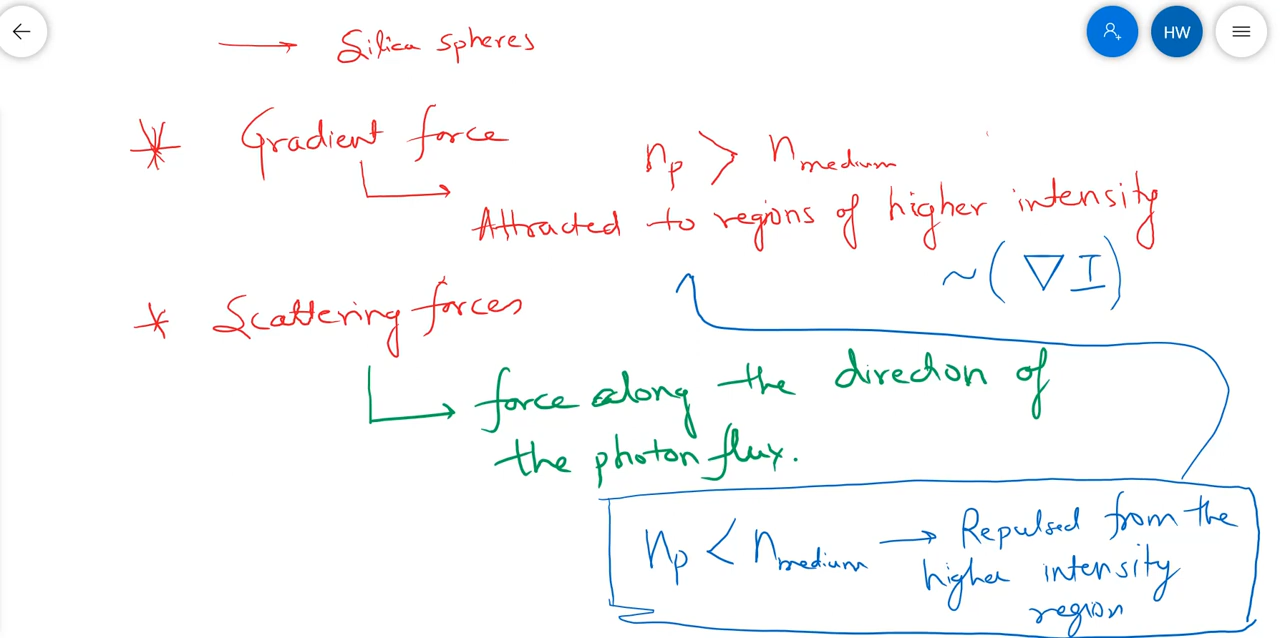 HW
→ Silica spheres
* Gradient force
n_p > n_medium
Attracted to regions of higher intensity
~ (∇I)
* Scattering forces
force along the direction of
the photon flux.
n_p < n_medium → Repulsed from the
higher intensity
region